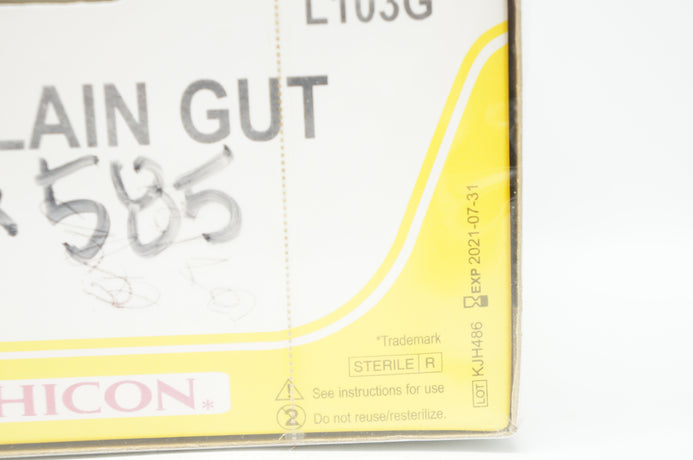 L103G
LAIN GUT
585
EXP 2021-07-31
LOT KJH486
*Trademark
STERILE R
See instructions for use
2 Do not reuse/resterilize.
HICON*